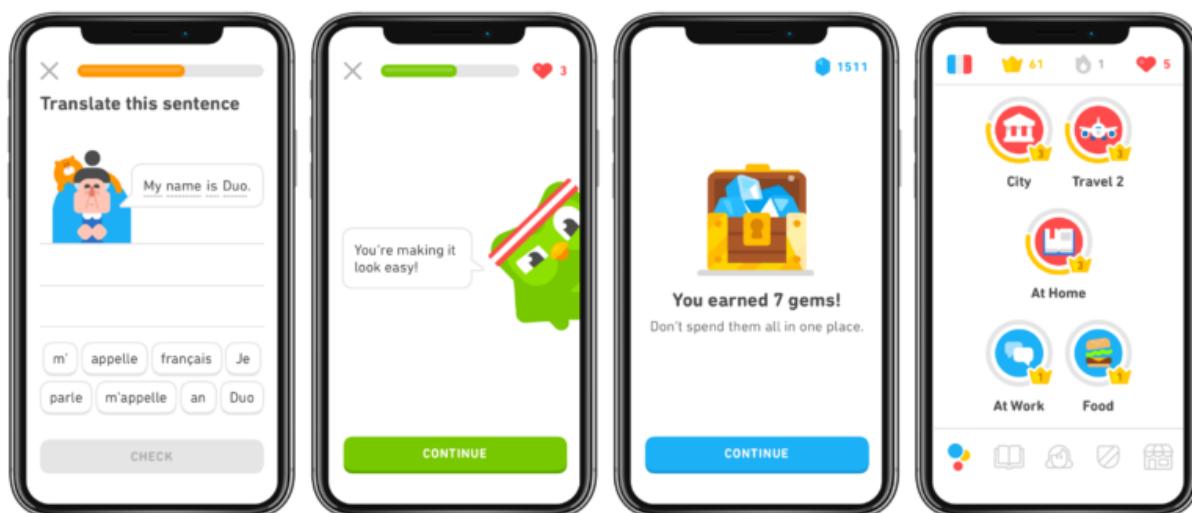 Translate this sentence
My name is Duo.
m' appelle français Je
parle m'appelle an Duo
CHECK
3
You're making it
look easy!
CONTINUE
1511
You earned 7 gems!
Don't spend them all in one place.
CONTINUE
61 1 5
3 3
City Travel 2
3
At Home
1 1
At Work Food